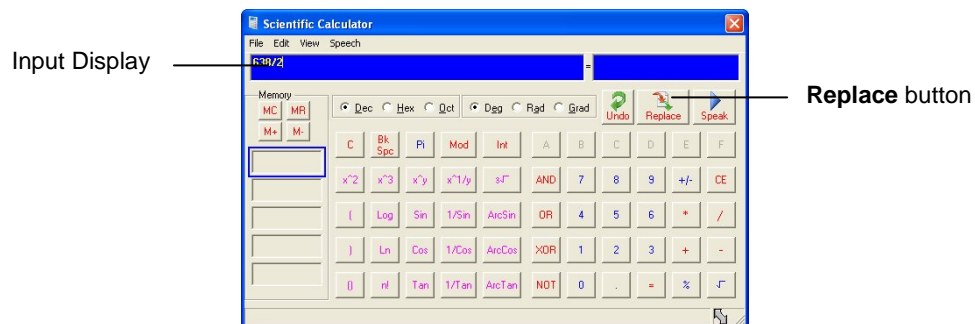 Scientific Calculator
File Edit View Speech
Input Display
638/2
=
Memory
Dec Hex Oct Deg Rad Grad
Replace button
MC MR
Undo Replace Speak
M+ M-
C Bk Spc Pi Mod Int A B C D E F
x^2 x^3 x^y x^1/y 3√ AND 7 8 9 +/- CE
( Log Sin 1/Sin ArcSin OR 4 5 6 * /
) Ln Cos 1/Cos ArcCos XOR 1 2 3 + -
() n! Tan 1/Tan ArcTan NOT 0 . = % √